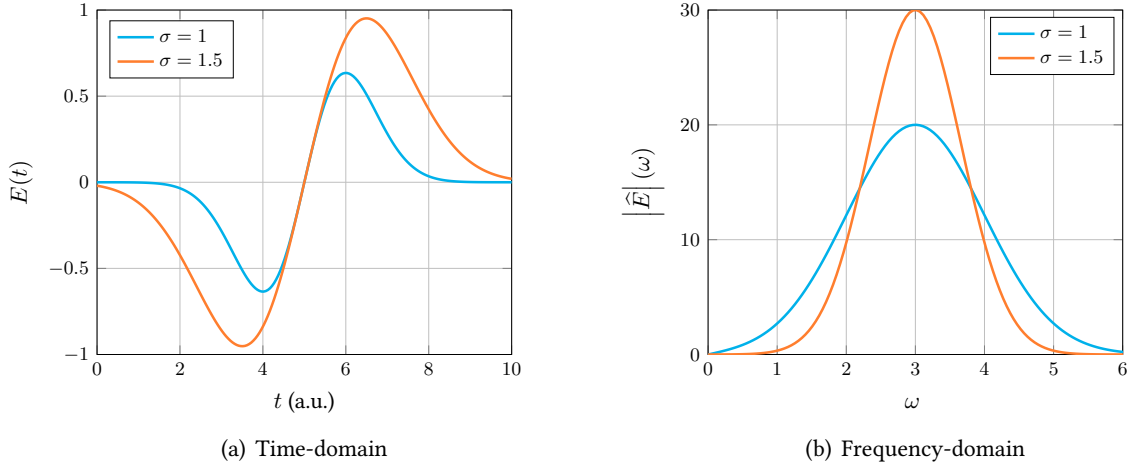 1
0.5
0
−0.5
−1
E(t)
σ = 1
σ = 1.5
0 2 4 6 8 10
t (a.u.)
(a) Time-domain
30
20
10
0
|Ê| (ω)
σ = 1
σ = 1.5
0 1 2 3 4 5 6
ω
(b) Frequency-domain